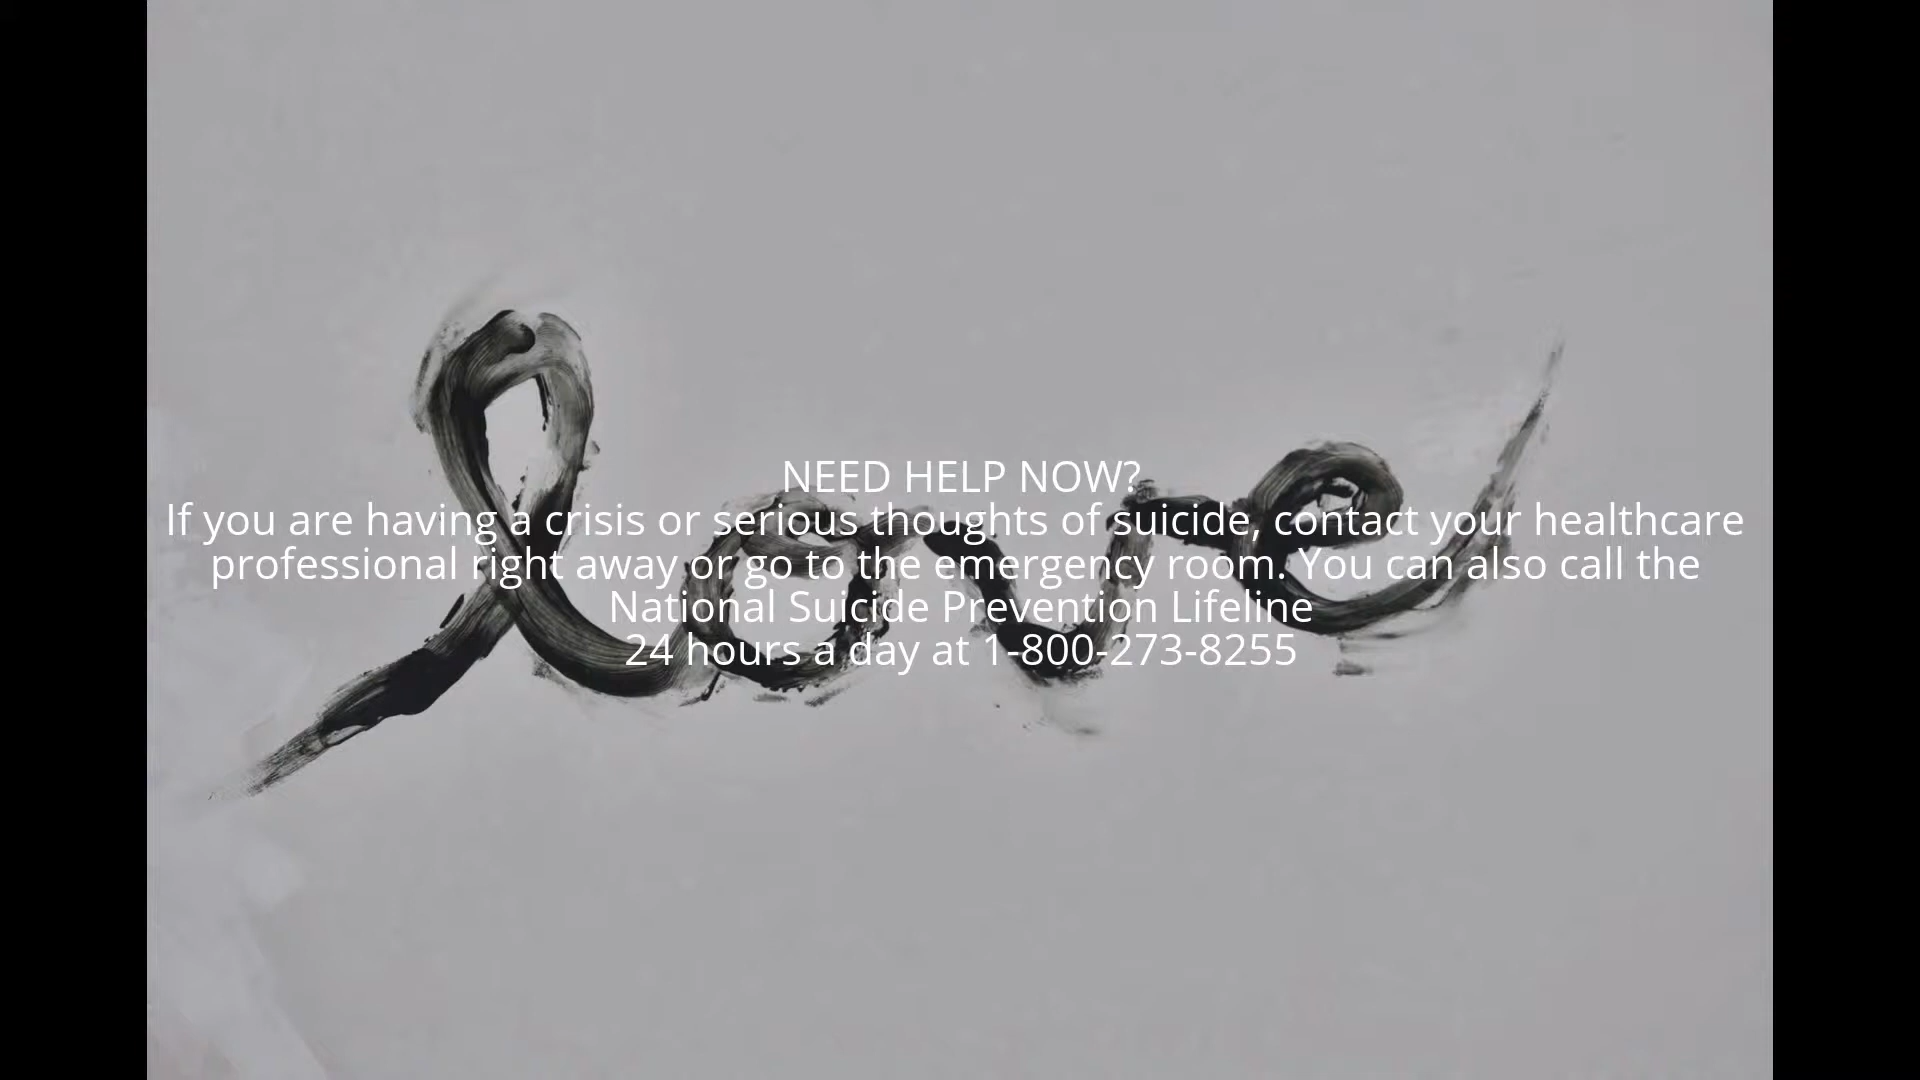 love
NEED HELP NOW?
If you are having a crisis or serious thoughts of suicide, contact your healthcare
professional right away or go to the emergency room. You can also call the
National Suicide Prevention Lifeline
24 hours a day at 1-800-273-8255